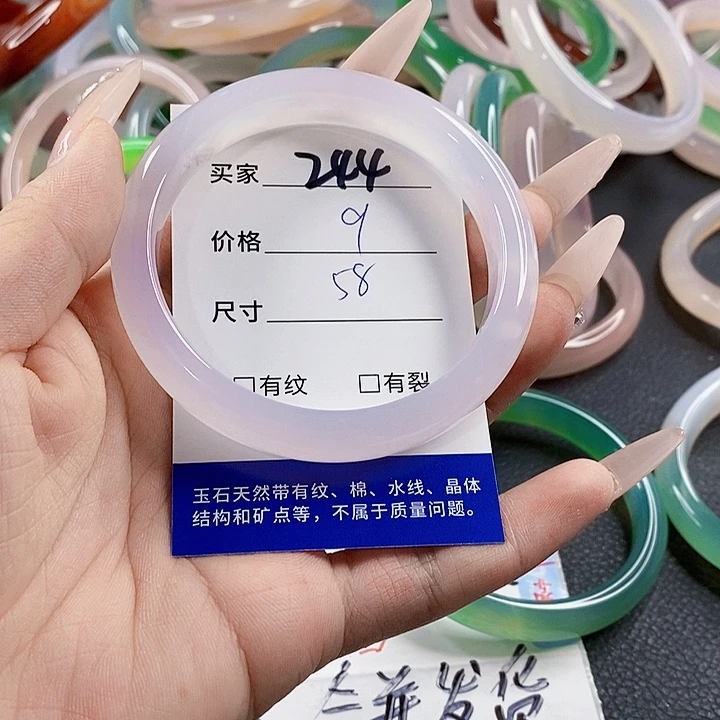 买家 244
价格 9
尺寸 58
□有纹 □有裂
玉石天然带有纹、棉、水线、晶体
结构和矿点等，不属于质量问题。